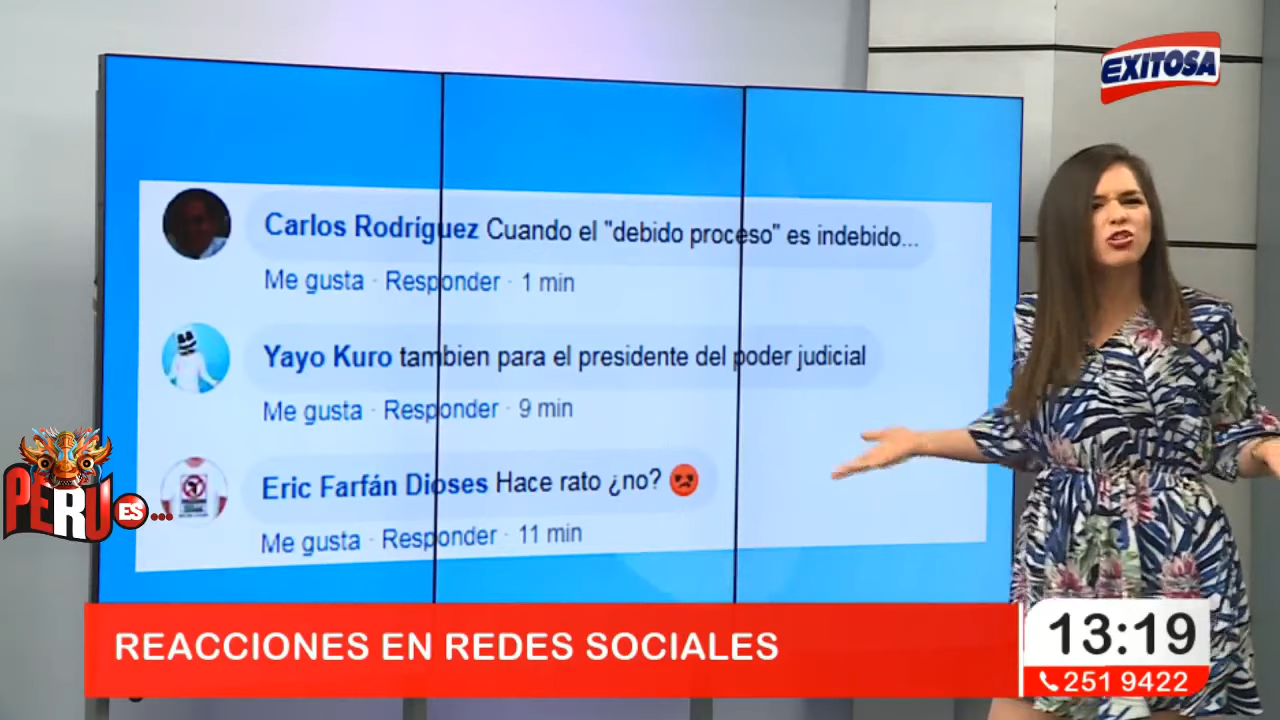 EXITOSA
Carlos Rodríguez Cuando el "debido proceso" es indebido...
Me gusta · Responder · 1 min
Yayo Kuro tambien para el presidente del poder judicial
Me gusta · Responder · 9 min
Eric Farfán Dioses Hace rato ¿no?
Me gusta · Responder · 11 min
PERU ES...
REACCIONES EN REDES SOCIALES
13:19
251 9422